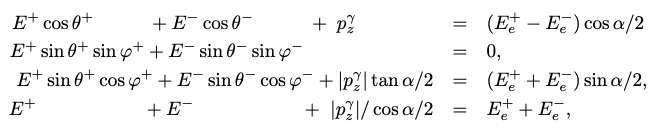 E⁺ cos θ⁺ + E⁻ cos θ⁻ + p_z^γ = (E_e⁺ − E_e⁻) cos α/2
E⁺ sin θ⁺ sin φ⁺ + E⁻ sin θ⁻ sin φ⁻ = 0,
E⁺ sin θ⁺ cos φ⁺ + E⁻ sin θ⁻ cos φ⁻ + |p_z^γ| tan α/2 = (E_e⁺ + E_e⁻) sin α/2,
E⁺ + E⁻ + |p_z^γ|/ cos α/2 = E_e⁺ + E_e⁻,